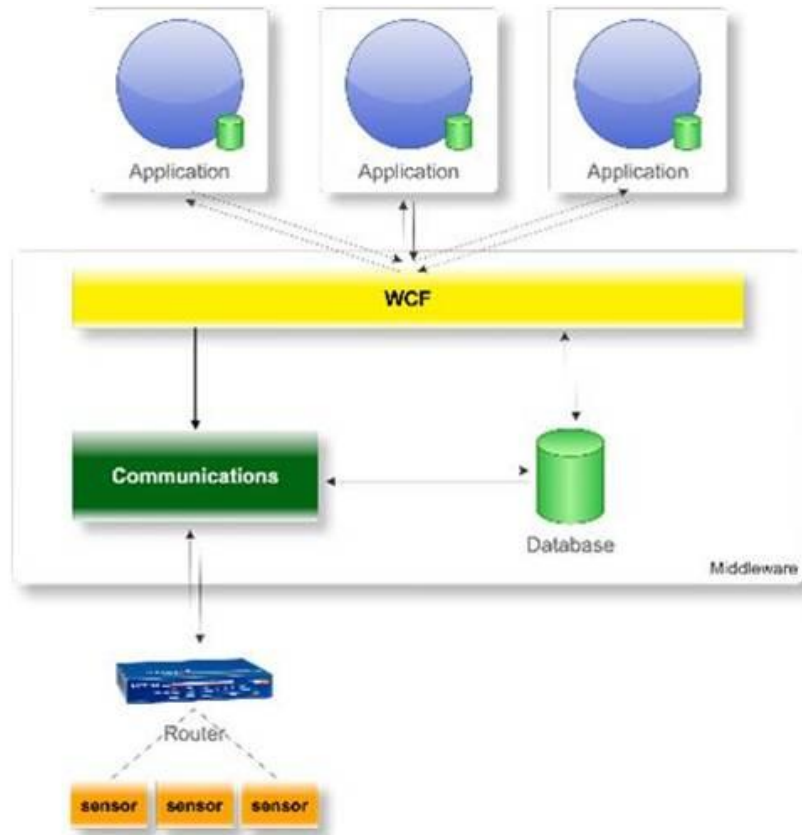 Application
Application
Application
WCF
Communications
Database
Middleware
Router
sensor
sensor
sensor